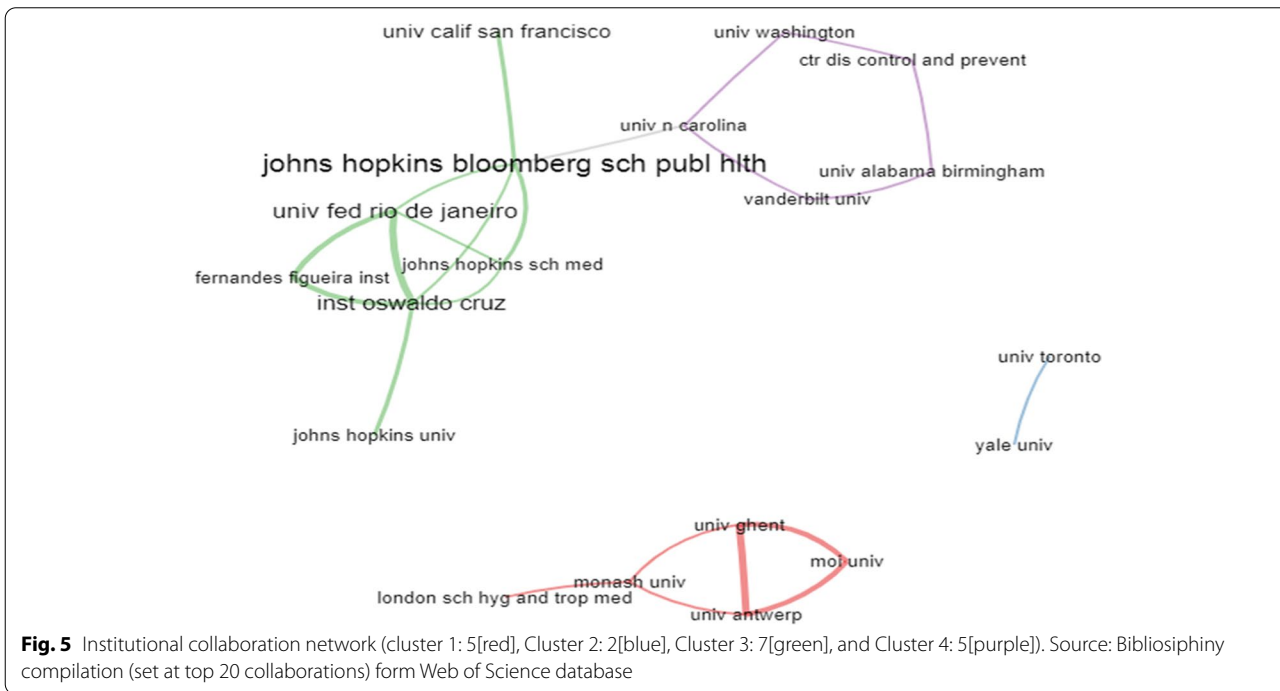 univ calif san francisco
univ washington
ctr dis control and prevent
univ n carolina
johns hopkins bloomberg sch publ hlth
univ alabama birmingham
vanderbilt univ
univ fed rio de janeiro
johns hopkins sch med
fernandes figueira inst
inst oswaldo cruz
univ toronto
johns hopkins univ
yale univ
univ ghent
moi univ
monash univ
london sch hyg and trop med
univ antwerp
Fig. 5 Institutional collaboration network (cluster 1: 5[red], Cluster 2: 2[blue], Cluster 3: 7[green], and Cluster 4: 5[purple]). Source: Bibliosiphiny
compilation (set at top 20 collaborations) form Web of Science database